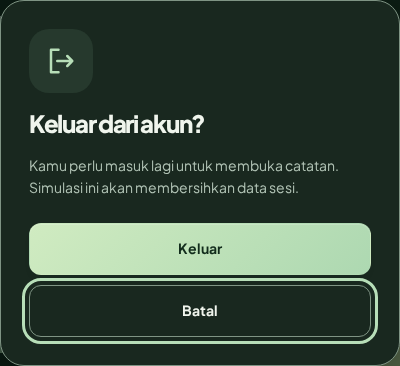 Keluar dari akun?
Kamu perlu masuk lagi untuk membuka catatan.
Simulasi ini akan membersihkan data sesi.
Keluar
Batal